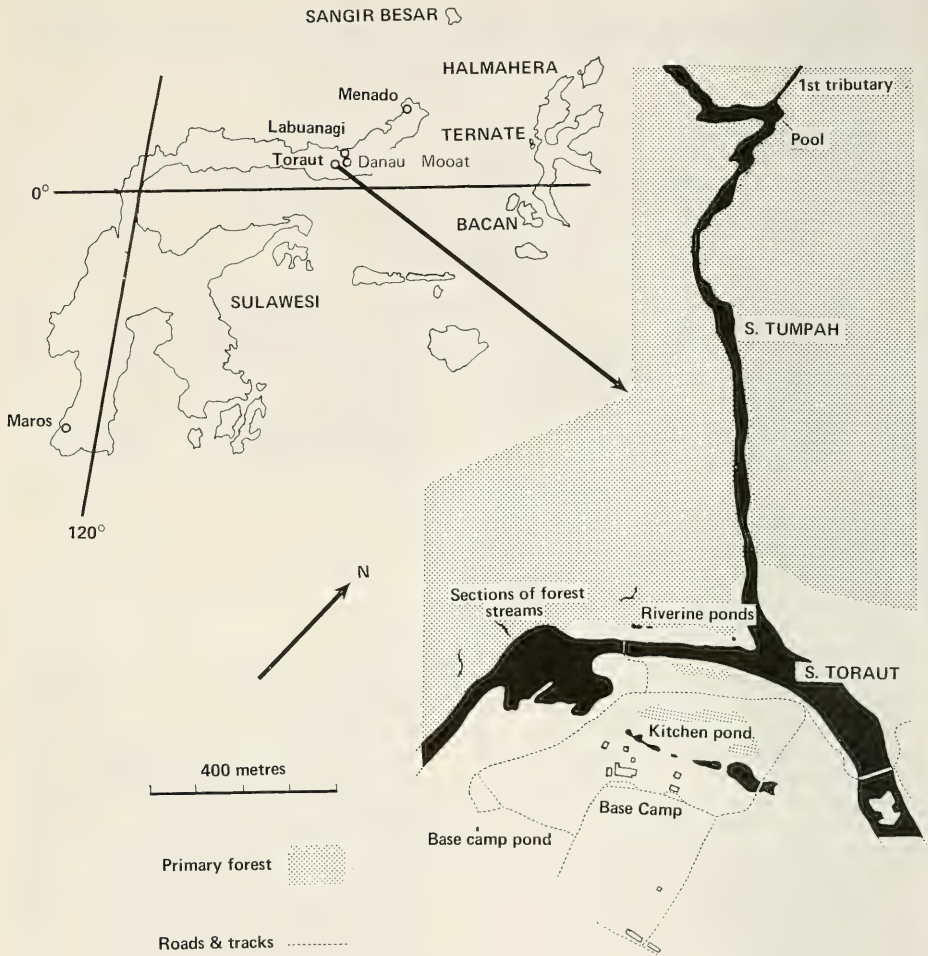 SANGIR BESAR
HALMAHERA
1st tributary
Menado
Labuanagi
TERNATE
Pool
Toraut
Danau Mooat
0°
BACAN
SULAWESI
S. TUMPAH
Maros
120°
N
Sections of forest
streams
Riverine ponds
S. TORAUT
Kitchen pond
400 metres
Base Camp
Base camp pond
Primary forest
Roads & tracks